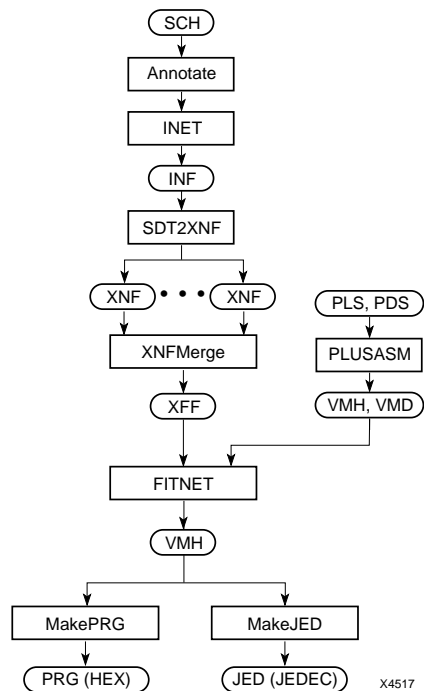 SCH
Annotate
INET
INF
SDT2XNF
XNF • • • XNF
PLS, PDS
XNFMerge
PLUSASM
XFF
VMH, VMD
FITNET
VMH
MakePRG
MakeJED
PRG (HEX)
JED (JEDEC)
X4517